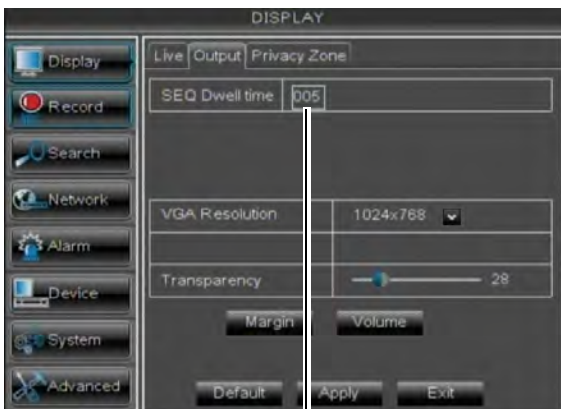 DISPLAY
Display
Record
Search
Network
Alarm
Device
System
Advanced
Live Output Privacy Zone
SEQ Dwell time 005
VGA Resolution 1024x768
Transparency 28
Margin Volume
Default Apply Exit